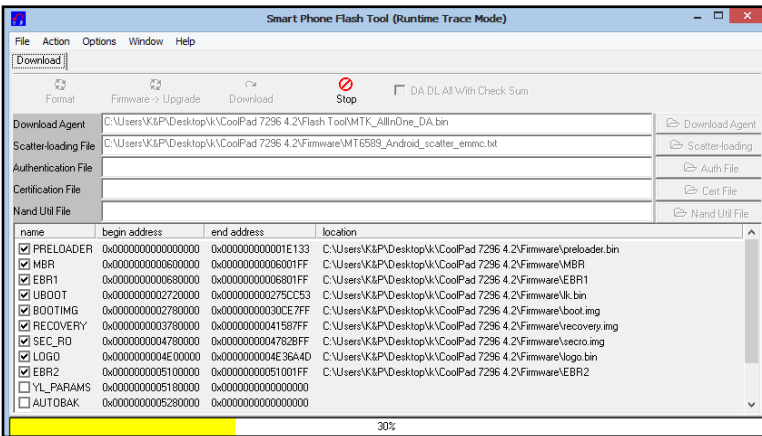 Smart Phone Flash Tool (Runtime Trace Mode)
File Action Options Window Help
Download
Format Firmware -> Upgrade Download Stop DA DL All With Check Sum
Download Agent C:\Users\K&P\Desktop\k\CoolPad 7296 4.2\Flash Tool\MTK_AllInOne_DA.bin Download Agent
Scatter-loading File C:\Users\K&P\Desktop\k\CoolPad 7296 4.2\Firmware\MT6589_Android_scatter_emmc.txt Scatter-loading
Authentication File Auth File
Certification File Cert File
Nand Util File Nand Util File
name begin address end address location
PRELOADER 0x0000000000000000 0x000000000001E133 C:\Users\K&P\Desktop\k\CoolPad 7296 4.2\Firmware\preloader.bin
MBR 0x0000000000600000 0x00000000006001FF C:\Users\K&P\Desktop\k\CoolPad 7296 4.2\Firmware\MBR
EBR1 0x0000000000680000 0x00000000006801FF C:\Users\K&P\Desktop\k\CoolPad 7296 4.2\Firmware\EBR1
UBOOT 0x0000000002720000 0x000000000275CC53 C:\Users\K&P\Desktop\k\CoolPad 7296 4.2\Firmware\lk.bin
BOOTIMG 0x0000000002780000 0x00000000030CE7FF C:\Users\K&P\Desktop\k\CoolPad 7296 4.2\Firmware\boot.img
RECOVERY 0x0000000003780000 0x00000000041587FF C:\Users\K&P\Desktop\k\CoolPad 7296 4.2\Firmware\recovery.img
SEC_RO 0x0000000004780000 0x0000000004782BFF C:\Users\K&P\Desktop\k\CoolPad 7296 4.2\Firmware\secro.img
LOGO 0x0000000004E00000 0x0000000004E36A4D C:\Users\K&P\Desktop\k\CoolPad 7296 4.2\Firmware\logo.bin
EBR2 0x0000000005100000 0x00000000051001FF C:\Users\K&P\Desktop\k\CoolPad 7296 4.2\Firmware\EBR2
YL_PARAMS 0x0000000005180000 0x0000000000000000
AUTOBAK 0x0000000005280000 0x0000000000000000
30%